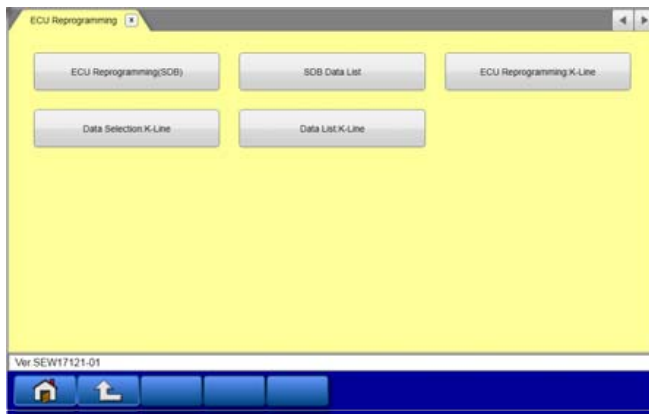 ECU Reprogramming x
ECU Reprogramming(SDB)
SDB Data List
ECU Reprogramming:K-Line
Data Selection:K-Line
Data List:K-Line
Ver.SEW17121-01